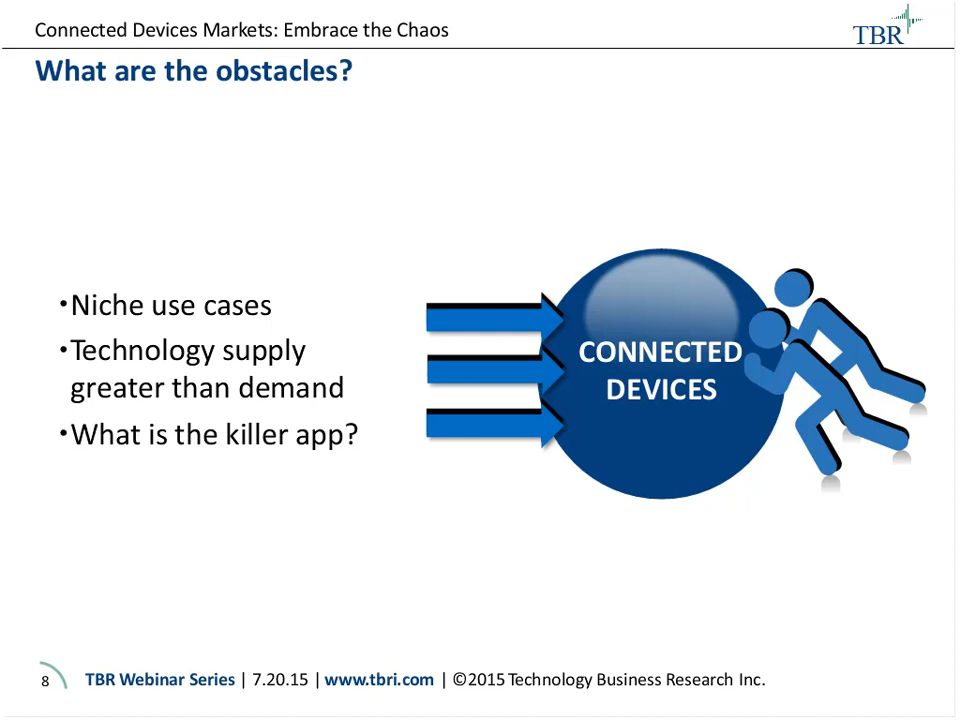 Connected Devices Markets: Embrace the Chaos
TBR
What are the obstacles?
·Niche use cases
·Technology supply
greater than demand
·What is the killer app?
CONNECTED
DEVICES
8
TBR Webinar Series | 7.20.15 | www.tbri.com | ©2015 Technology Business Research Inc.